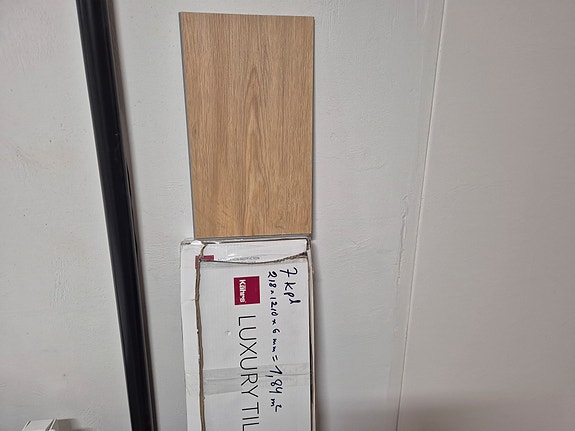 7 kpl
218 x 1210 x 6 mm = 1,84 m²
Kährs
LUXURY TIL